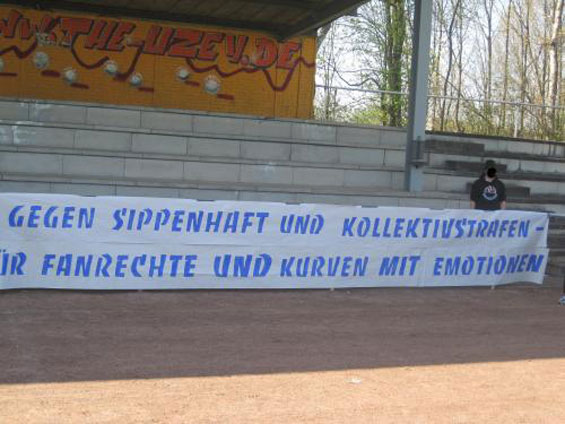 THE-UZEV.DE
GEGEN SIPPENHAFT UND KOLLEKTIVSTRAFEN -
ÜR FANRECHTE UND KURVEN MIT EMOTIONEN